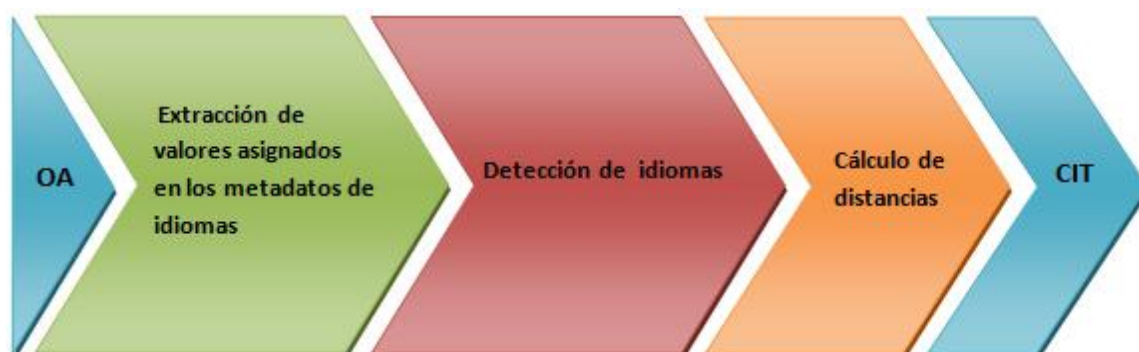 OA
Extracción de
valores asignados
en los metadatos de
idiomas
Detección de idiomas
Cálculo de
distancias
CIT